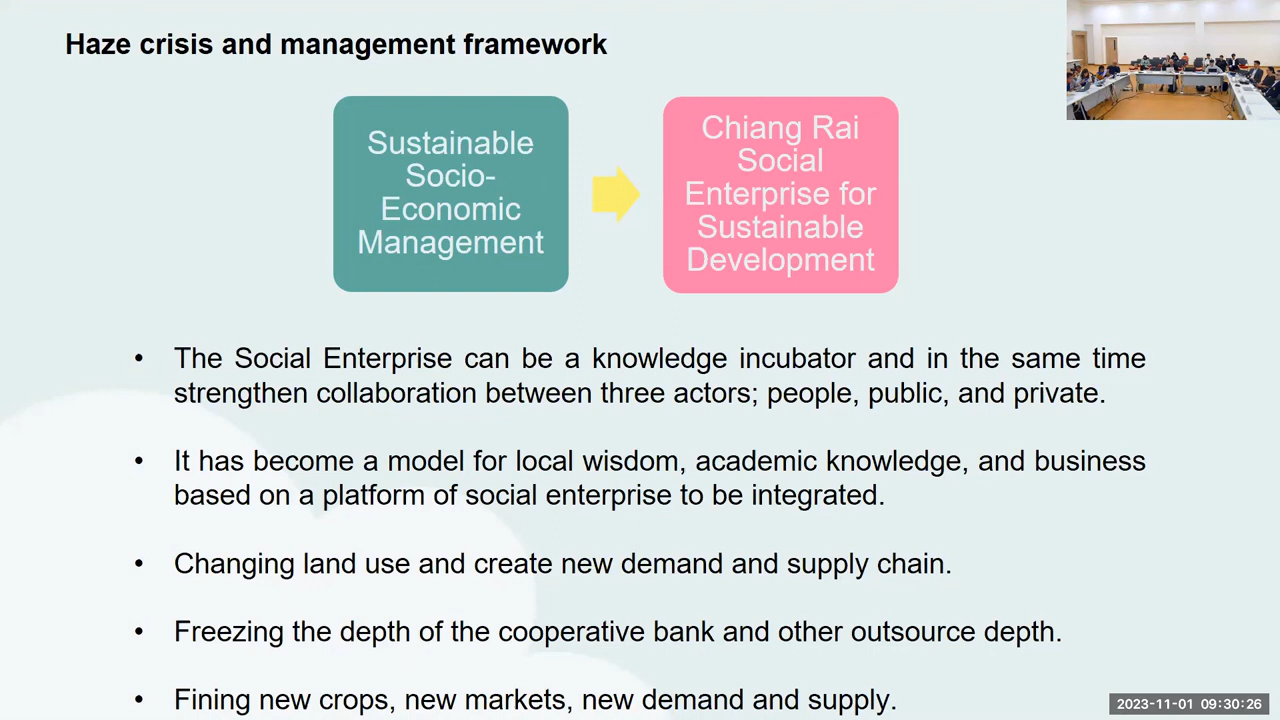 Haze crisis and management framework
Sustainable
Socio-
Economic
Management
Chiang Rai
Social
Enterprise for
Sustainable
Development
• The Social Enterprise can be a knowledge incubator and in the same time
strengthen collaboration between three actors; people, public, and private.
• It has become a model for local wisdom, academic knowledge, and business
based on a platform of social enterprise to be integrated.
• Changing land use and create new demand and supply chain.
• Freezing the depth of the cooperative bank and other outsource depth.
• Fining new crops, new markets, new demand and supply.
2023-11-01 09:30:26